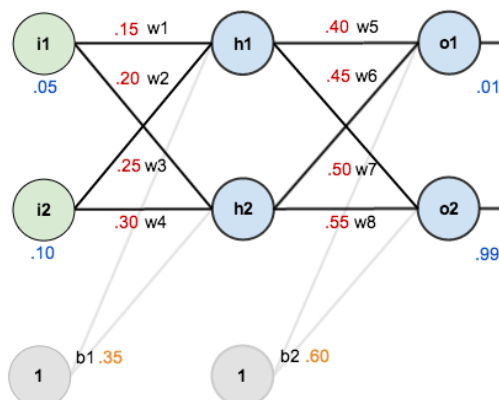 i1 .15 w1 h1 .40 w5 o1
.05 .20 w2 .45 w6 .01
.25 w3 .50 w7
i2 .30 w4 h2 .55 w8 o2
.10 .99
1 b1 .35 1 b2 .60